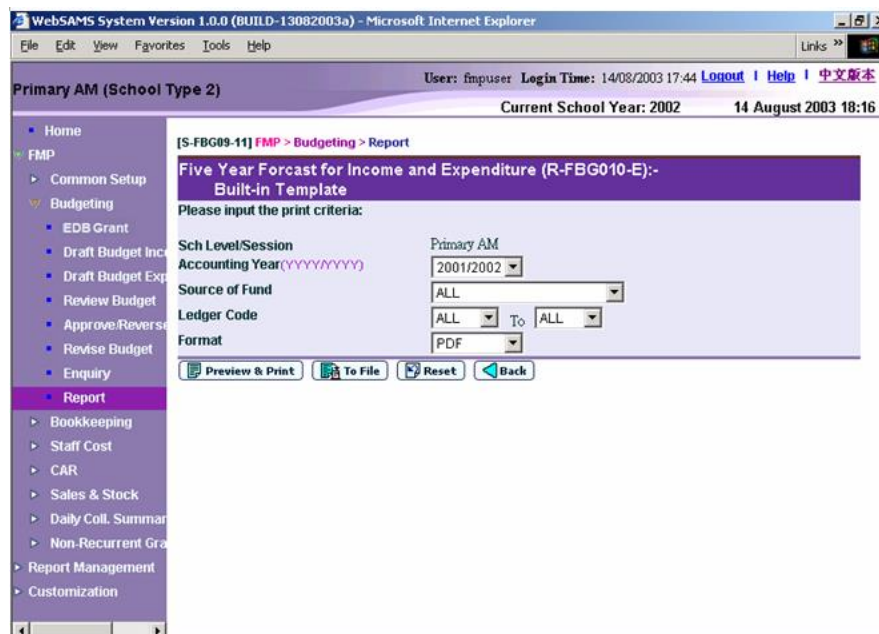 WebSAMS System Version 1.0.0 (BUILD-13082003a) - Microsoft Internet Explorer
File Edit View Favorites Tools Help Links »
Primary AM (School Type 2)
User: fmpuser Login Time: 14/08/2003 17:44 Logout | Help | 中文版本
Current School Year: 2002 14 August 2003 18:16
Home
FMP
Common Setup
Budgeting
EDB Grant
Draft Budget Inc
Draft Budget Exp
Review Budget
Approve/Reverse
Revise Budget
Enquiry
Report
Bookkeeping
Staff Cost
CAR
Sales & Stock
Daily Coll. Summar
Non-Recurrent Gra
Report Management
Customization
[S-FBG09-11] FMP > Budgeting > Report
Five Year Forcast for Income and Expenditure (R-FBG010-E):-
Built-in Template
Please input the print criteria:
Sch Level/Session Primary AM
Accounting Year(YYYY/YYYY) 2001/2002
Source of Fund ALL
Ledger Code ALL To ALL
Format PDF
Preview & Print To File Reset Back